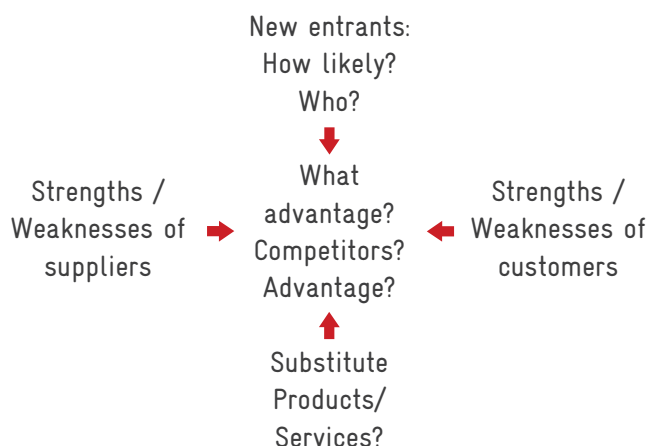 New entrants:
How likely?
Who?
Strengths /
Weaknesses of
suppliers
What
advantage?
Competitors?
Advantage?
Strengths /
Weaknesses of
customers
Substitute
Products/
Services?